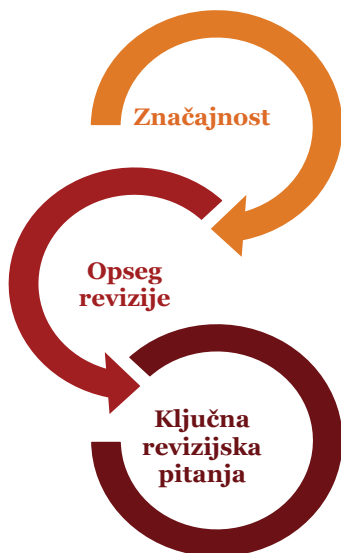 Značajnost
Opseg
revizije
Ključna
revizijska
pitanja